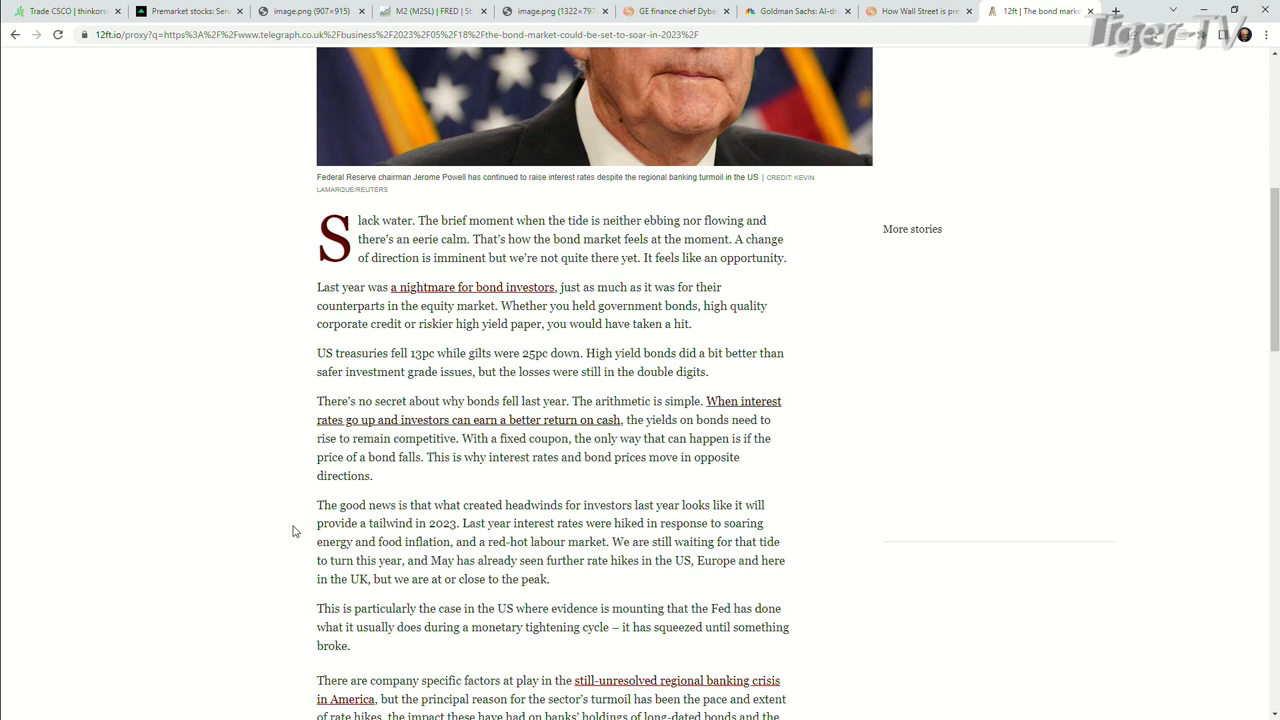 Trade CSCO | thinkors
Premarket stocks: Sen
image.png (907×915)
M2 (M2SL) | FRED | St.
image.png (1322×797
GE finance chief Dybe
Goldman Sachs: AI-dr
How Wall Street is pre
12ft | The bond mark
12ft.io/proxy?q=https%3A%2F%2Fwww.telegraph.co.uk%2Fbusiness%2F2023%2F05%2F18%2Fthe-bond-market-could-be-set-to-soar-in-2023%2F
Tiger-TV
Federal Reserve chairman Jerome Powell has continued to raise interest rates despite the regional banking turmoil in the US | CREDIT: KEVIN
LAMARQUE/REUTERS
Slack water. The brief moment when the tide is neither ebbing nor flowing and
there's an eerie calm. That's how the bond market feels at the moment. A change
of direction is imminent but we're not quite there yet. It feels like an opportunity.
More stories
Last year was a nightmare for bond investors, just as much as it was for their
counterparts in the equity market. Whether you held government bonds, high quality
corporate credit or riskier high yield paper, you would have taken a hit.
US treasuries fell 13pc while gilts were 25pc down. High yield bonds did a bit better than
safer investment grade issues, but the losses were still in the double digits.
There's no secret about why bonds fell last year. The arithmetic is simple. When interest
rates go up and investors can earn a better return on cash, the yields on bonds need to
rise to remain competitive. With a fixed coupon, the only way that can happen is if the
price of a bond falls. This is why interest rates and bond prices move in opposite
directions.
The good news is that what created headwinds for investors last year looks like it will
provide a tailwind in 2023. Last year interest rates were hiked in response to soaring
energy and food inflation, and a red-hot labour market. We are still waiting for that tide
to turn this year, and May has already seen further rate hikes in the US, Europe and here
in the UK, but we are at or close to the peak.
This is particularly the case in the US where evidence is mounting that the Fed has done
what it usually does during a monetary tightening cycle – it has squeezed until something
broke.
There are company specific factors at play in the still-unresolved regional banking crisis
in America, but the principal reason for the sector's turmoil has been the pace and extent
of rate hikes, the impact these have had on banks' holdings of long-dated bonds and the